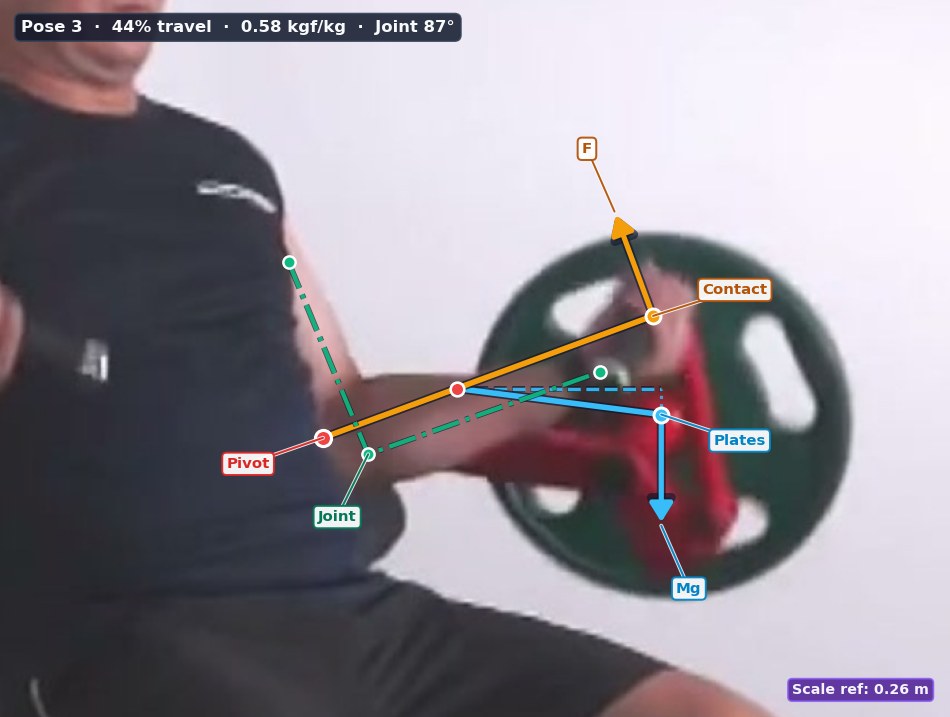 Pose 3 · 44% travel · 0.58 kgf/kg · Joint 87°
F
Contact
Plates
Pivot
Joint
Mg
Scale ref: 0.26 m